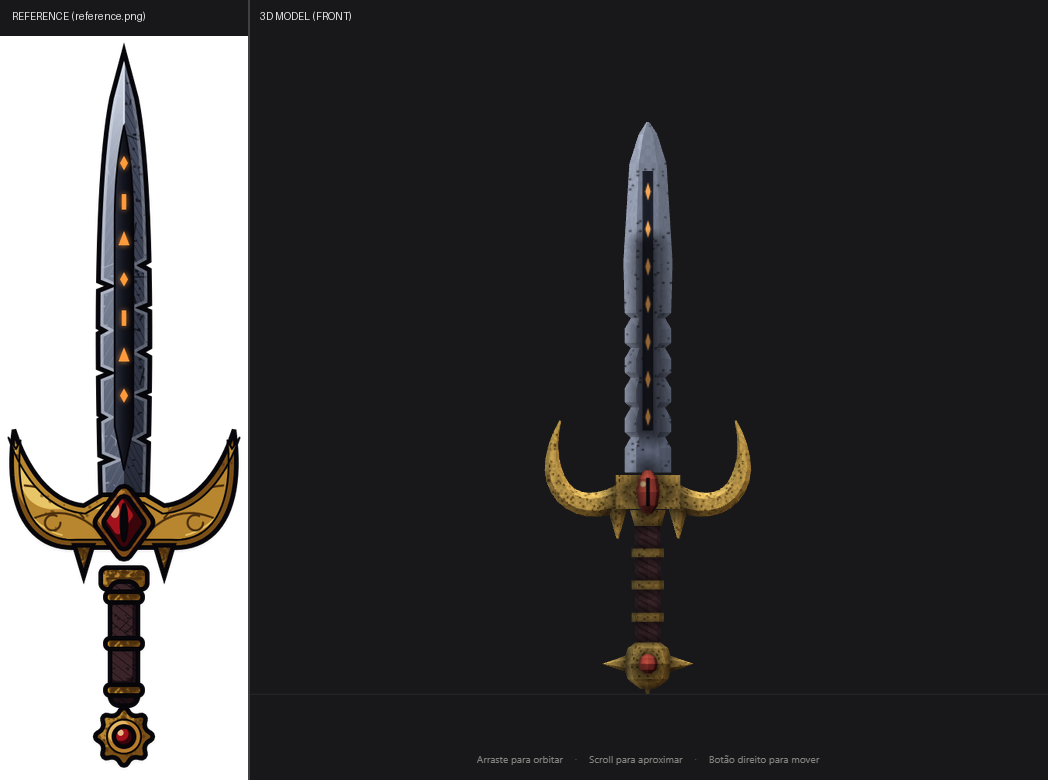 REFERENCE (reference.png)
3D MODEL (FRONT)
Arraste para orbitar · Scroll para aproximar · Botão direito para mover